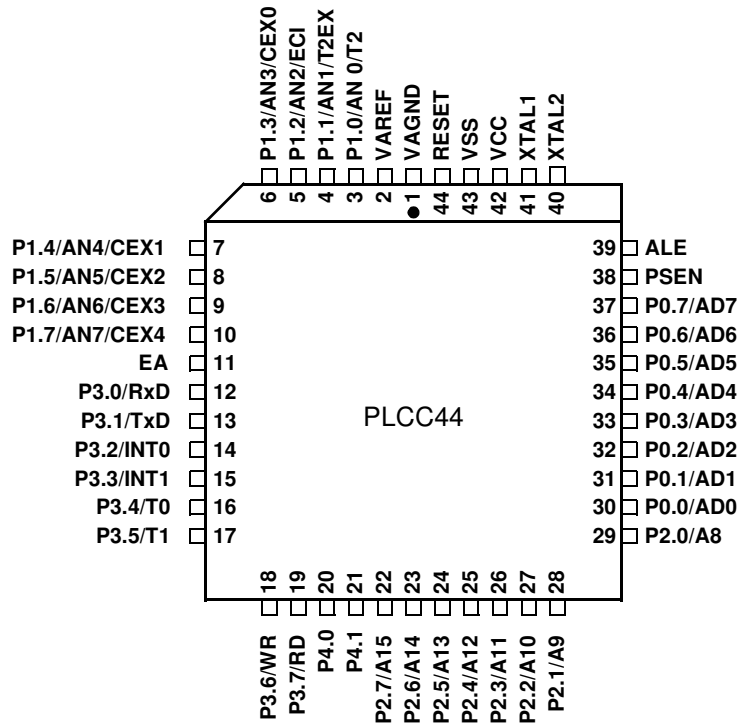 P1.3/AN3/CEX0
P1.2/AN2/ECI
P1.1/AN1/T2EX
P1.0/AN 0/T2
VAREF
VAGND
RESET
VSS
VCC
XTAL1
XTAL2
6
5
4
3
2
1
44
43
42
41
40
P1.4/AN4/CEX1 7
P1.5/AN5/CEX2 8
P1.6/AN6/CEX3 9
P1.7/AN7/CEX4 10
EA 11
P3.0/RxD 12
P3.1/TxD 13
P3.2/INT0 14
P3.3/INT1 15
P3.4/T0 16
P3.5/T1 17
PLCC44
39 ALE
38 PSEN
37 P0.7/AD7
36 P0.6/AD6
35 P0.5/AD5
34 P0.4/AD4
33 P0.3/AD3
32 P0.2/AD2
31 P0.1/AD1
30 P0.0/AD0
29 P2.0/A8
18
19
20
21
22
23
24
25
26
27
28
P3.6/WR
P3.7/RD
P4.0
P4.1
P2.7/A15
P2.6/A14
P2.5/A13
P2.4/A12
P2.3/A11
P2.2/A10
P2.1/A9